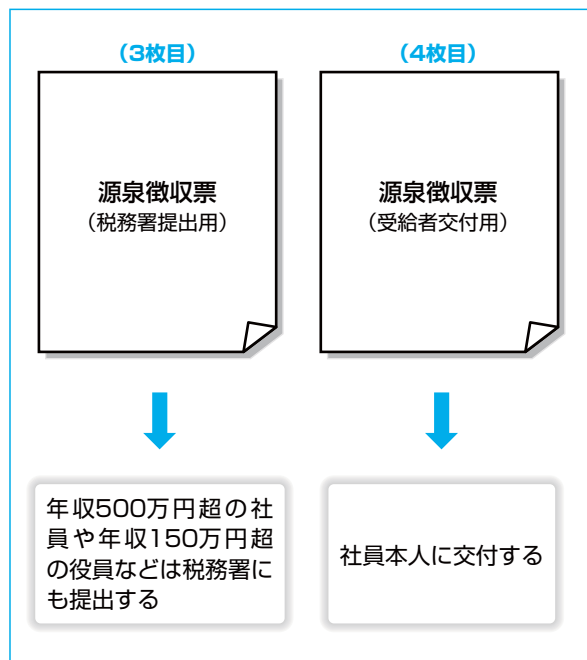 （3枚目）
源泉徴収票
（税務署提出用）
年収500万円超の社
員や年収150万円超
の役員などは税務署に
も提出する
（4枚目）
源泉徴収票
（受給者交付用）
社員本人に交付する